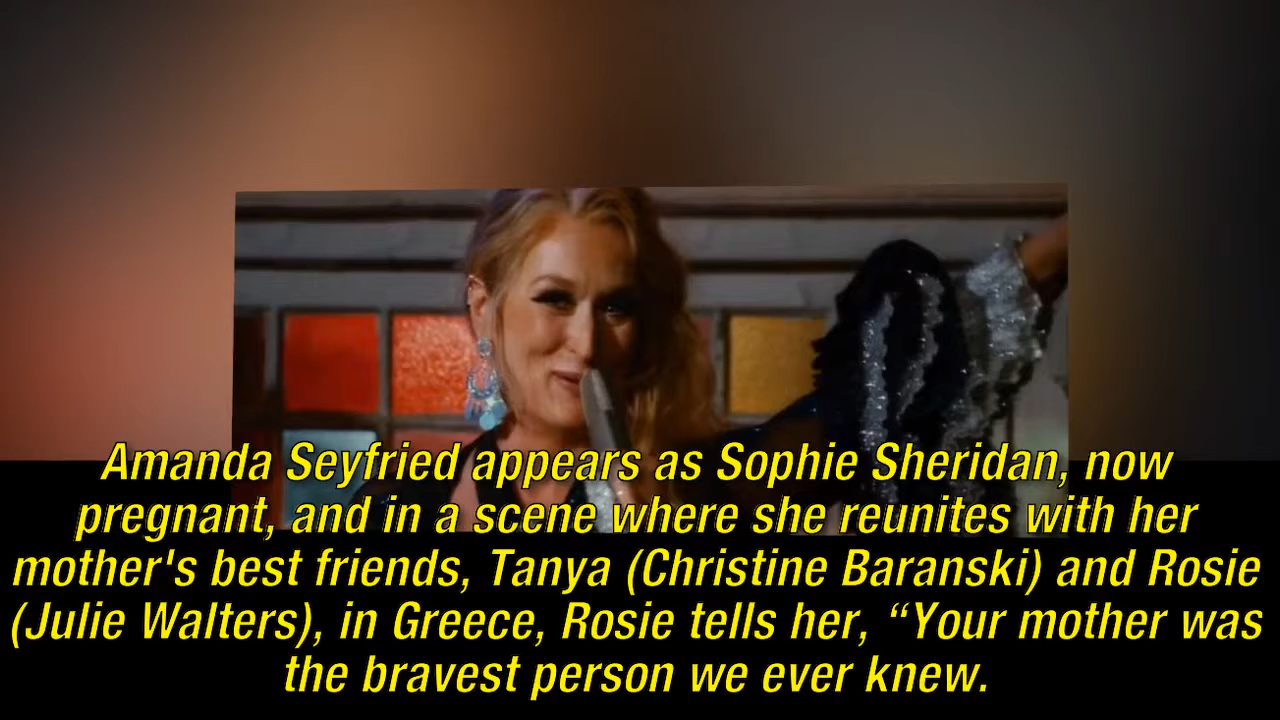 Amanda Seyfried appears as Sophie Sheridan, now
pregnant, and in a scene where she reunites with her
mother's best friends, Tanya (Christine Baranski) and Rosie
(Julie Walters), in Greece, Rosie tells her, “Your mother was
the bravest person we ever knew.